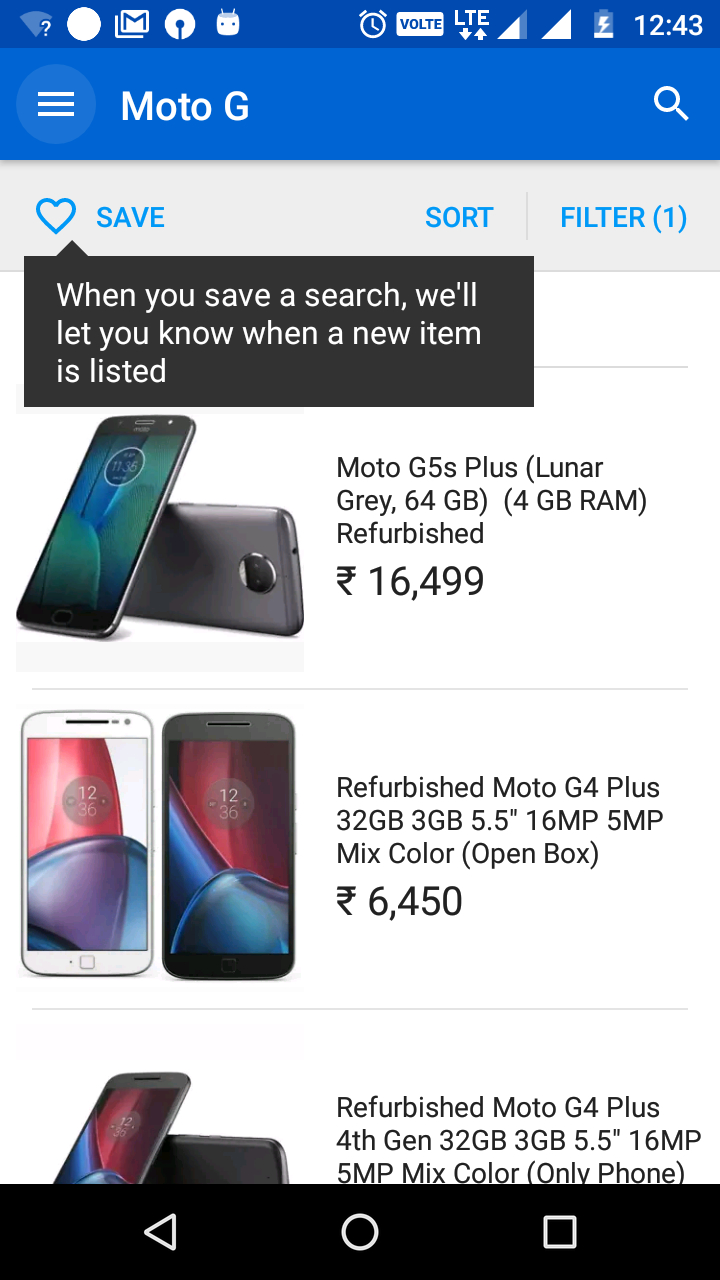 VOLTE LTE 12:43
Moto G
SAVE SORT FILTER (1)
When you save a search, we'll
let you know when a new item
is listed
moto
11:35
Moto G5s Plus (Lunar
Grey, 64 GB)  (4 GB RAM)
Refurbished
₹ 16,499
12
36
12
36
Refurbished Moto G4 Plus
32GB 3GB 5.5" 16MP 5MP
Mix Color (Open Box)
₹ 6,450
12
36
Refurbished Moto G4 Plus
4th Gen 32GB 3GB 5.5" 16MP
5MP Mix Color (Only Phone)